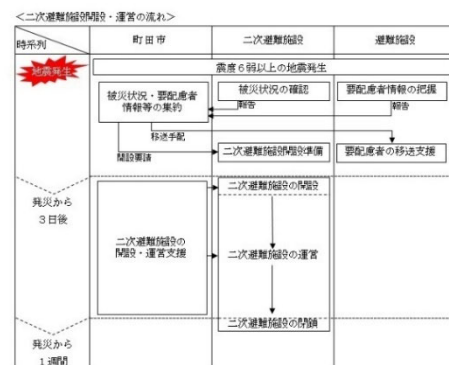 <二次避難施設開設・運営の流れ>
時系列
町田市
二次避難施設
避難施設
地震発生
震度6弱以上の地震発生
被災状況・要配慮者
情報等の集約
被災状況の確認
要配慮者情報の把握
報告
報告
移送手配
開設要請
二次避難施設開設準備
要配慮者の移送支援
発災から
3日後
二次避難施設の開設
二次避難施設の
開設・運営支援
二次避難施設の運営
二次避難施設の閉鎖
発災から
1週間